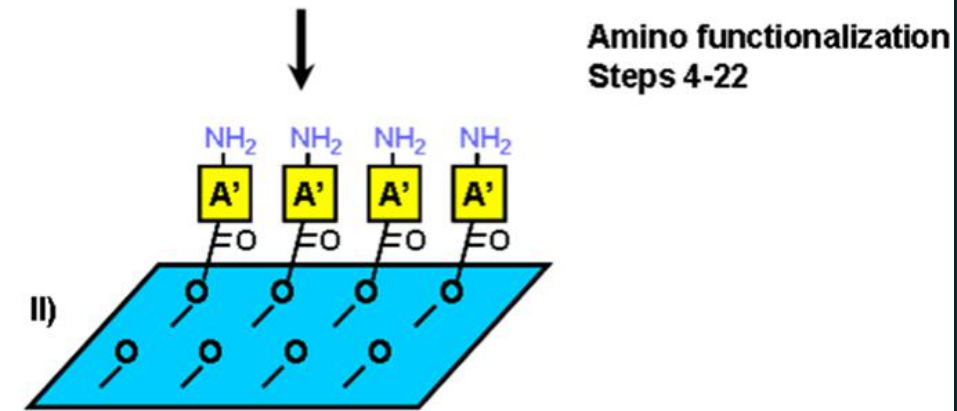 Amino functionalization
Steps 4-22
NH₂ NH₂ NH₂ NH₂
A' A' A' A'
=O =O =O =O
II)
O O O O
O O O O